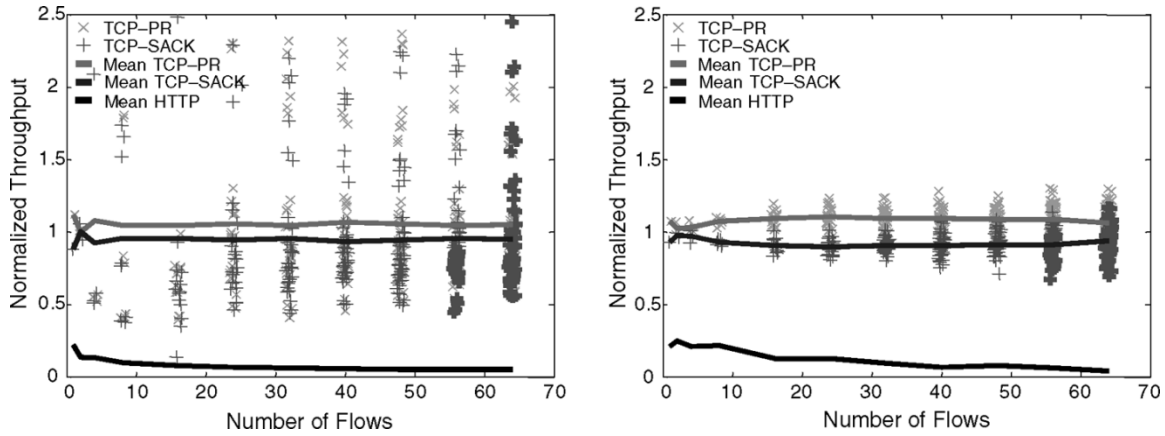 2.5
TCP–PR
TCP–SACK
Mean TCP–PR
Mean TCP–SACK
Mean HTTP
2
1.5
1
0.5
0
Normalized Throughput
0 10 20 30 40 50 60 70
Number of Flows
2.5
TCP–PR
TCP–SACK
Mean TCP–PR
Mean TCP–SACK
Mean HTTP
2
1.5
1
0.5
0
Normalized Throughput
0 10 20 30 40 50 60 70
Number of Flows